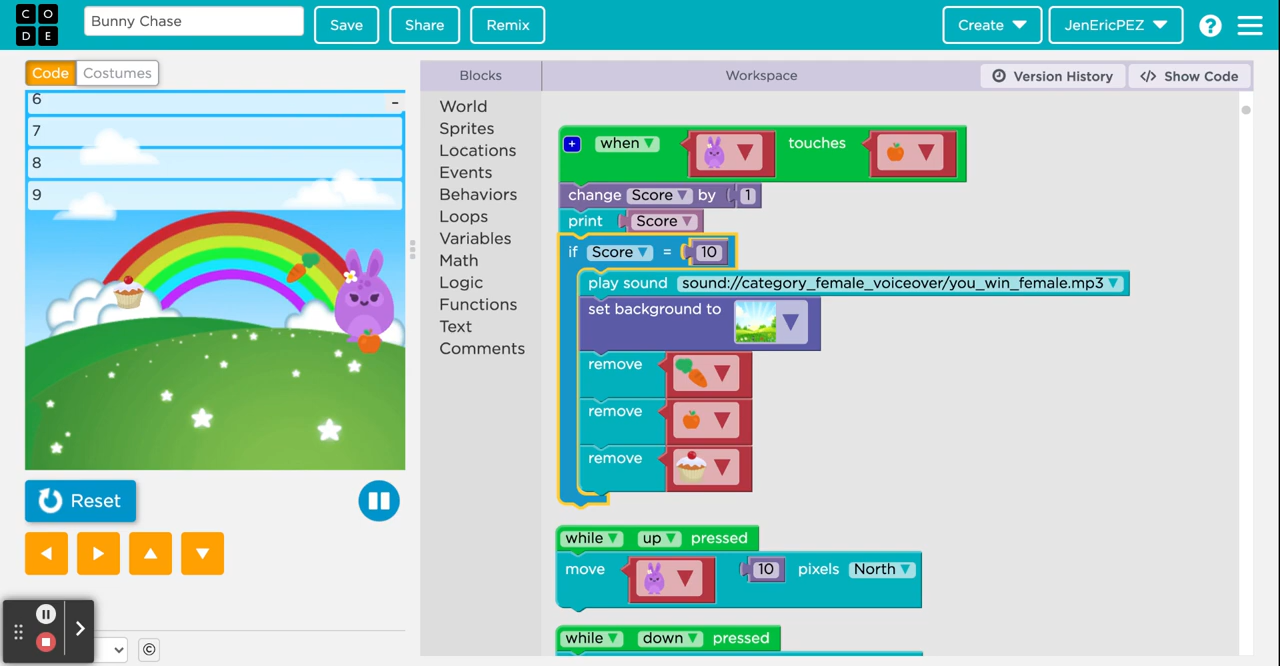 C O
D E
Bunny Chase
Save
Share
Remix
Create
JenEricPEZ
?
Code
Costumes
Blocks
Workspace
Version History
</> Show Code
6
7
8
9
-
World
Sprites
Locations
Events
Behaviors
Loops
Variables
Math
Logic
Functions
Text
Comments
+ when touches
change Score by 1
print Score
if Score = 10
play sound sound://category_female_voiceover/you_win_female.mp3
set background to
remove
remove
remove
while up pressed
move 10 pixels North
while down pressed
Reset
©